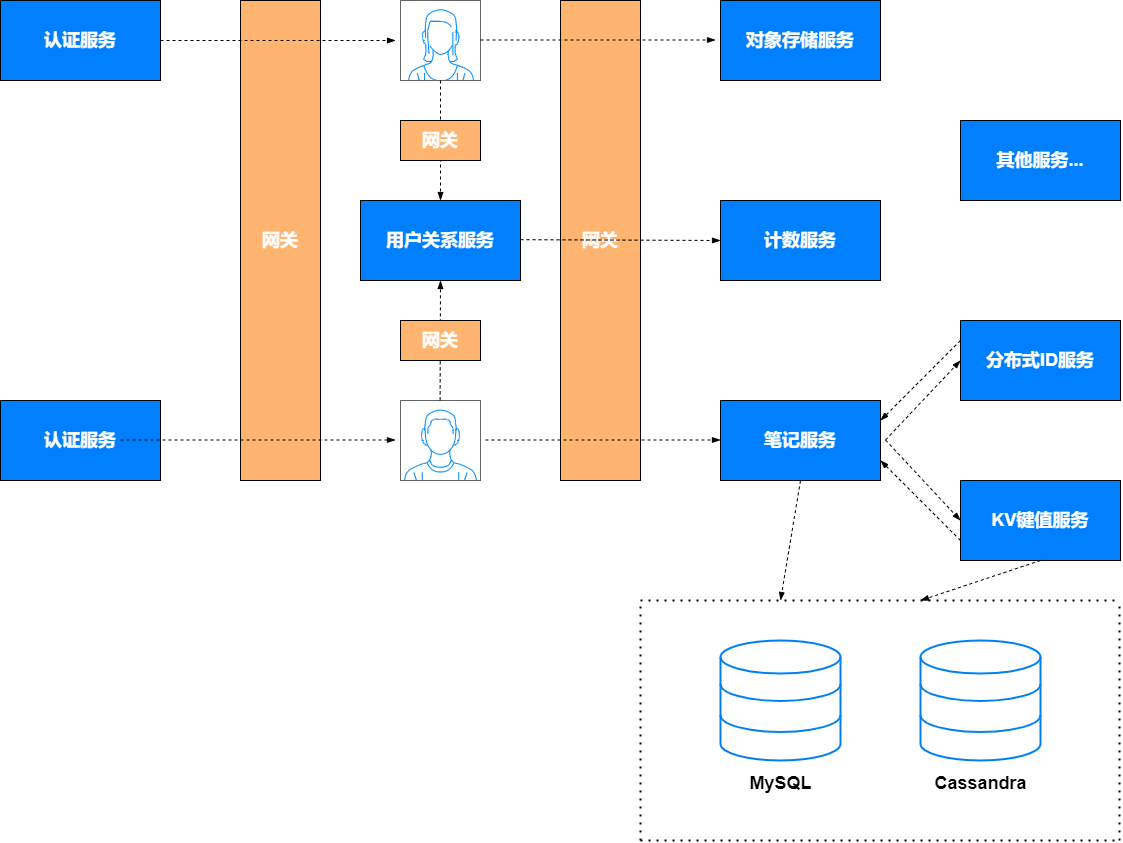 认证服务
对象存储服务
网关
其他服务...
网关
用户关系服务
网关
计数服务
网关
分布式ID服务
认证服务
笔记服务
KV键值服务
MySQL
Cassandra